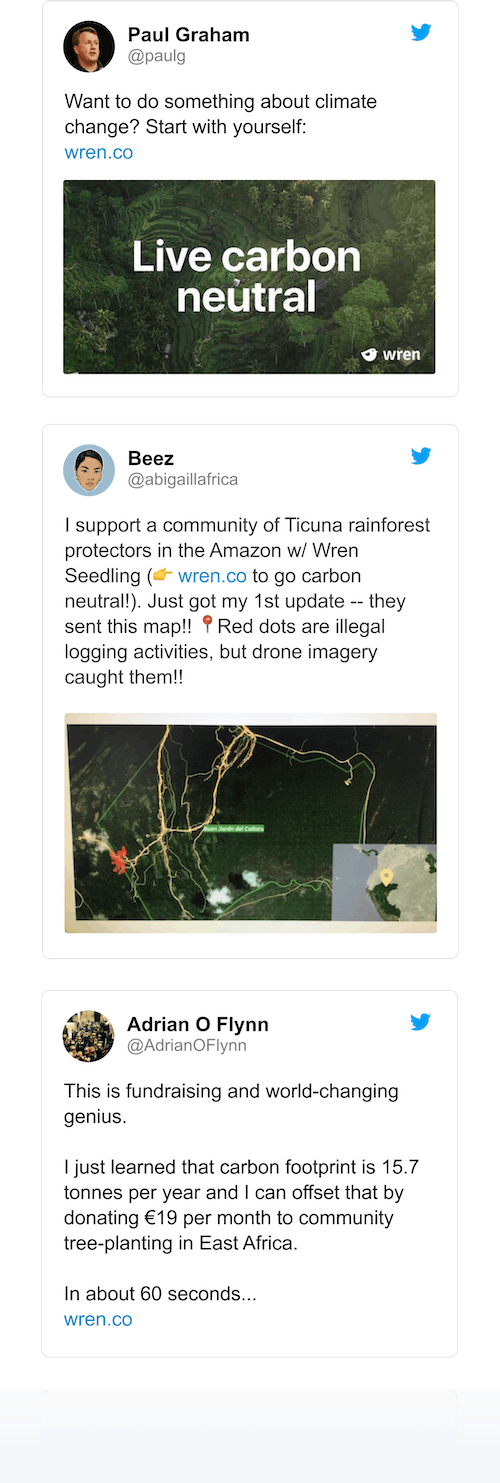 Paul Graham
@paulg
Want to do something about climate
change? Start with yourself:
wren.co
Live carbon
neutral
wren
Beez
@abigaillafrica
I support a community of Ticuna rainforest
protectors in the Amazon w/ Wren
Seedling (👉 wren.co to go carbon
neutral!). Just got my 1st update -- they
sent this map!! 📍Red dots are illegal
logging activities, but drone imagery
caught them!!
Buen Jardin del Callaru
Adrian O Flynn
@AdrianOFlynn
This is fundraising and world-changing
genius.
I just learned that carbon footprint is 15.7
tonnes per year and I can offset that by
donating €19 per month to community
tree-planting in East Africa.
In about 60 seconds...
wren.co